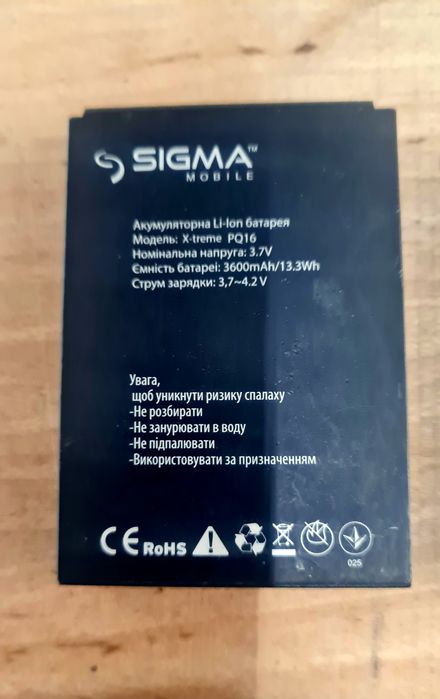 SIGMA™
MOBILE
Акумуляторна Li-Ion батарея
Модель: X-treme PQ16
Номінальна напруга: 3.7V
Ємність батареї: 3600mAh/13.3Wh
Струм зарядки: 3,7~4.2 V
Увага,
щоб уникнути ризику спалаху
-Не розбирати
-Не занурювати в воду
-Не підпалювати
-Використовувати за призначенням
CE RoHS
025